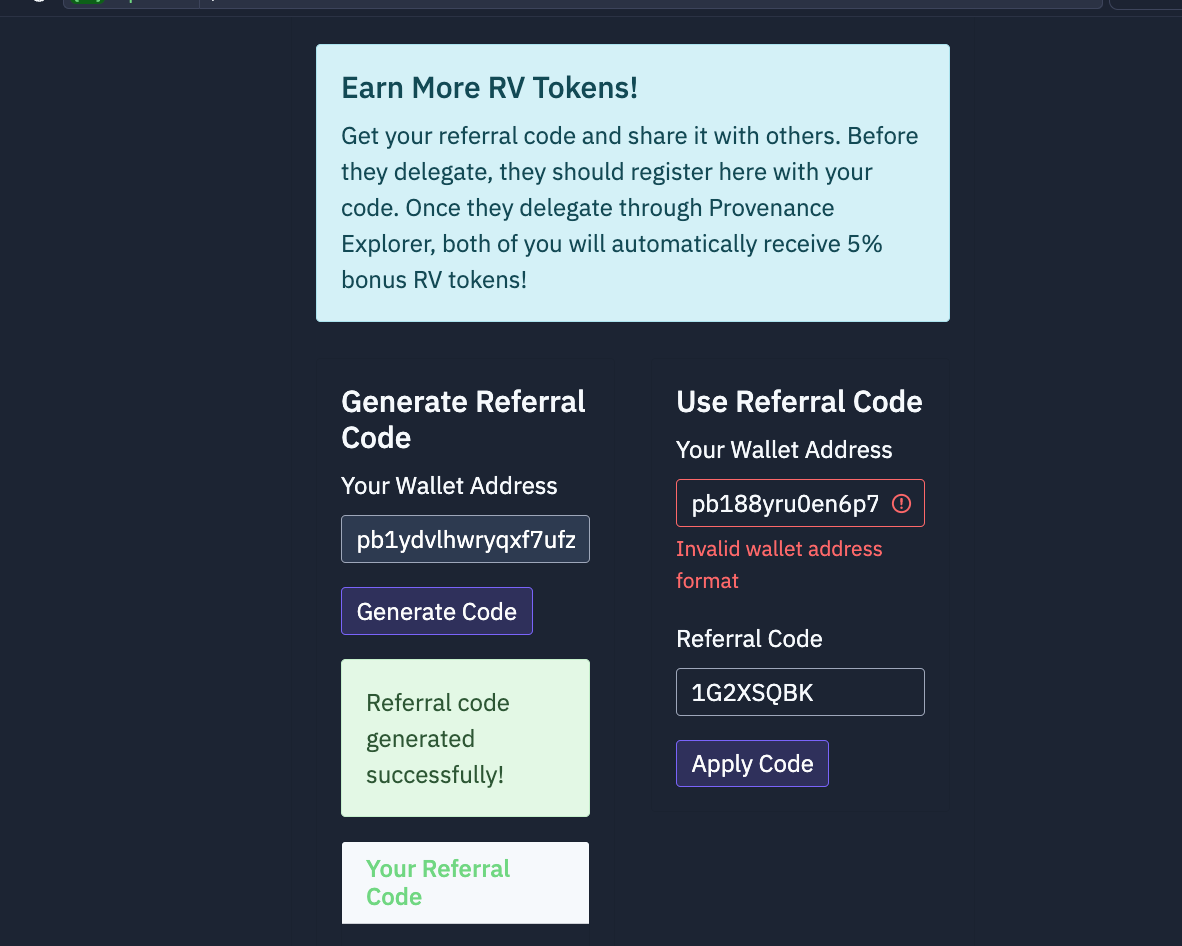 Earn More RV Tokens!
Get your referral code and share it with others. Before
they delegate, they should register here with your
code. Once they delegate through Provenance
Explorer, both of you will automatically receive 5%
bonus RV tokens!
Generate Referral
Code
Your Wallet Address
pb1ydvlhwryqxf7ufz
Generate Code
Referral code
generated
successfully!
Your Referral
Code
Use Referral Code
Your Wallet Address
pb188yru0en6p7
Invalid wallet address
format
Referral Code
1G2XSQBK
Apply Code